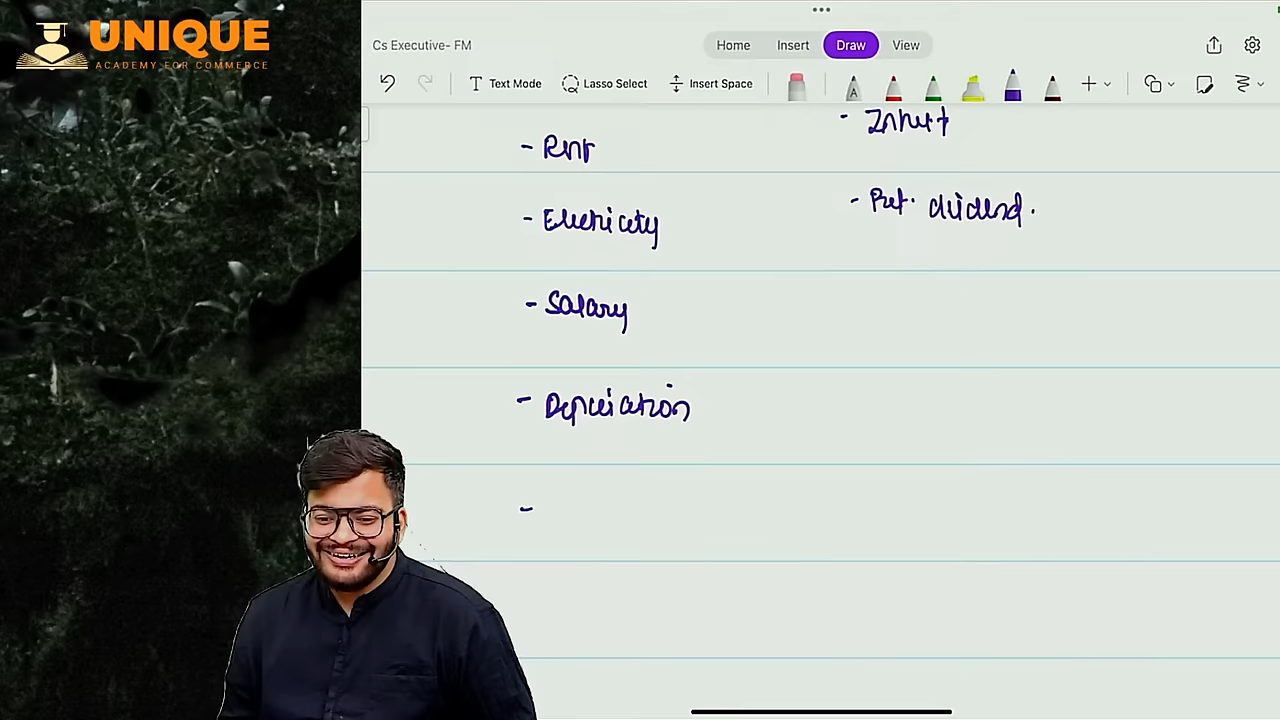 UNIQUE
ACADEMY FOR COMMERCE
Cs Executive- FM
Home Insert Draw View
Text Mode Lasso Select Insert Space
- Rent
- Electricity
- Salary
- Depreciation
-
- Interest
- Pref. dividend.